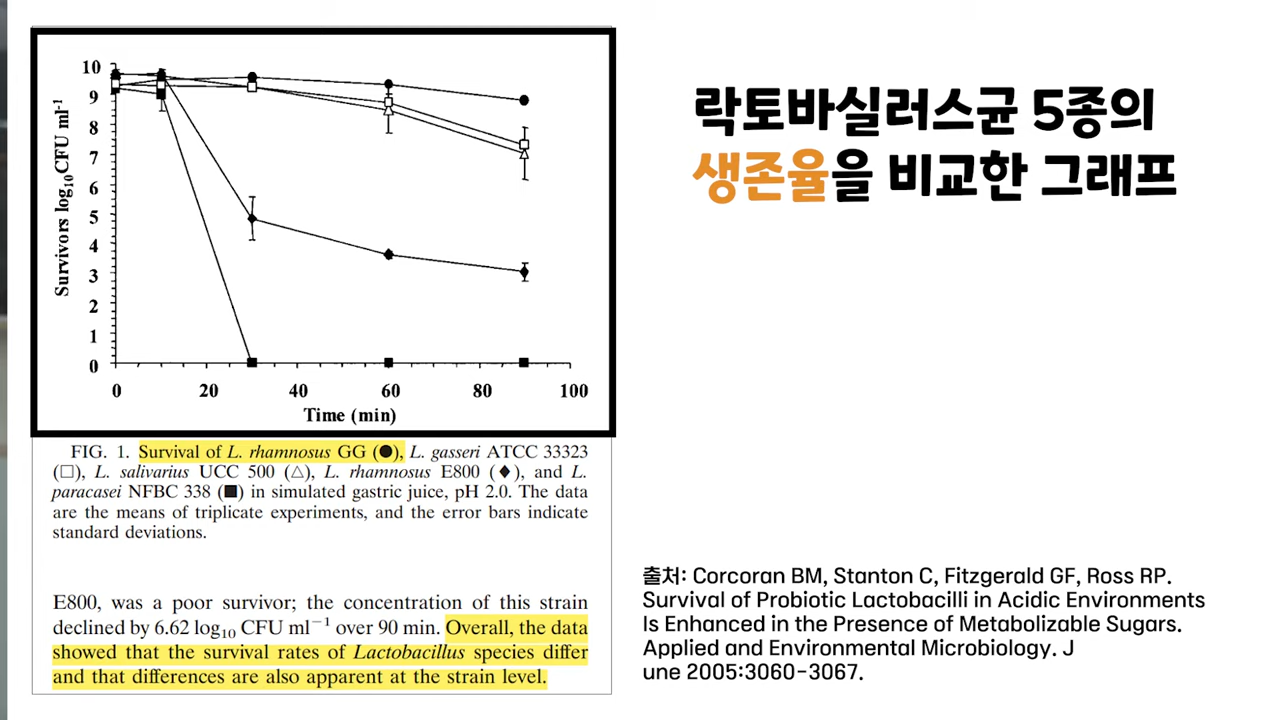 락토바실러스균 5종의
생존율을 비교한 그래프
10
9
8
7
6
5
4
3
2
1
0
Survivors log10CFU ml-1
0 20 40 60 80 100
Time (min)
FIG. 1. Survival of L. rhamnosus GG (●), L. gasseri ATCC 33323
(□), L. salivarius UCC 500 (△), L. rhamnosus E800 (♦), and L.
paracasei NFBC 338 (■) in simulated gastric juice, pH 2.0. The data
are the means of triplicate experiments, and the error bars indicate
standard deviations.
E800, was a poor survivor; the concentration of this strain
declined by 6.62 log10 CFU ml−1 over 90 min. Overall, the data
showed that the survival rates of Lactobacillus species differ
and that differences are also apparent at the strain level.
출처: Corcoran BM, Stanton C, Fitzgerald GF, Ross RP.
Survival of Probiotic Lactobacilli in Acidic Environments
Is Enhanced in the Presence of Metabolizable Sugars.
Applied and Environmental Microbiology. J
une 2005:3060-3067.